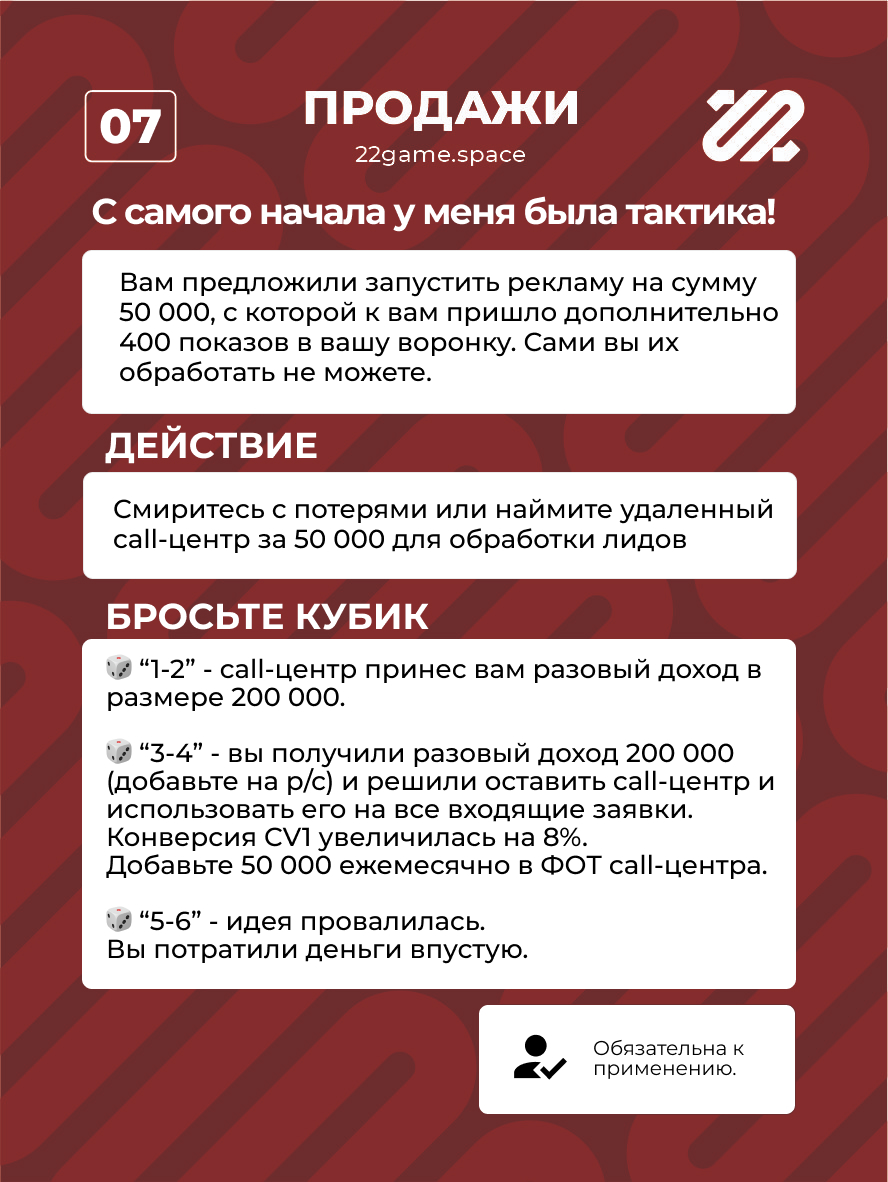 07
ПРОДАЖИ
22game.space
С самого начала у меня была тактика!
Вам предложили запустить рекламу на сумму
50 000, с которой к вам пришло дополнительно
400 показов в вашу воронку. Сами вы их
обработать не можете.
ДЕЙСТВИЕ
Смиритесь с потерями или наймите удаленный
call-центр за 50 000 для обработки лидов
БРОСЬТЕ КУБИК
“1-2” - call-центр принес вам разовый доход в
размере 200 000.
“3-4” - вы получили разовый доход 200 000
(добавьте на р/с) и решили оставить call-центр и
использовать его на все входящие заявки.
Конверсия CV1 увеличилась на 8%.
Добавьте 50 000 ежемесячно в ФОТ call-центра.
“5-6” - идея провалилась.
Вы потратили деньги впустую.
Обязательна к
применению.